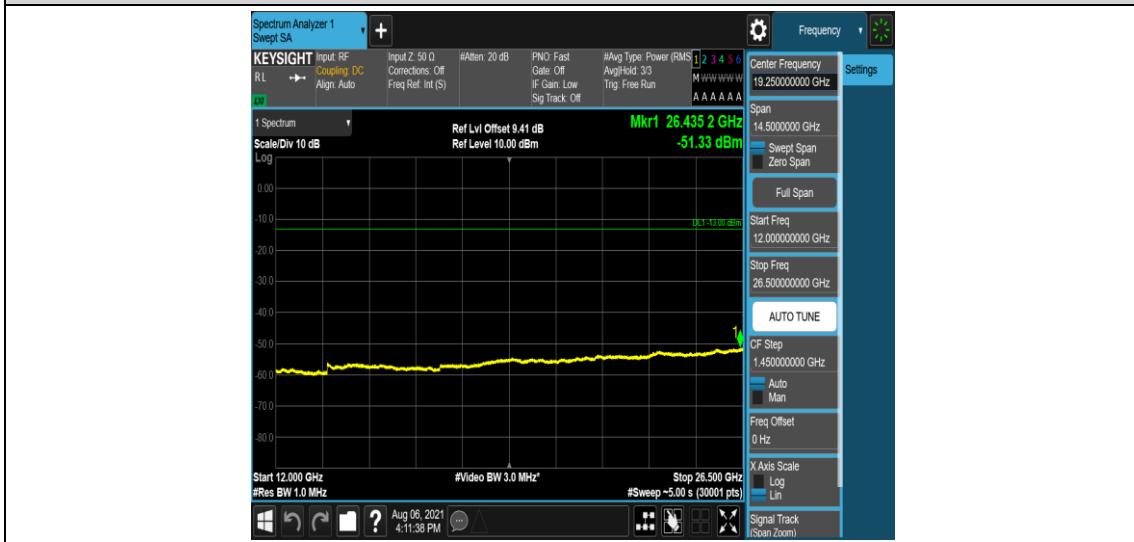 Spectrum Analyzer 1
Swept SA
+
Frequency
KEYSIGHT
RL
Input: RF
Coupling: DC
Align: Auto
Input Z: 50 Ω
Corrections: Off
Freq Ref: Int (S)
#Atten: 20 dB
PNO: Fast
Gate: Off
IF Gain: Low
Sig Track: Off
#Avg Type: Power (RMS
Avg|Hold: 3/3
Trig: Free Run
1 2 3 4 5 6
M W W W W W
A A A A A A
1 Spectrum
Scale/Div 10 dB
Log
Ref Lvl Offset 9.41 dB
Ref Level 10.00 dBm
Mkr1 26.435 2 GHz
-51.33 dBm
0.00
-10.0
DL1 -13.00 dBm
-20.0
-30.0
-40.0
1
-50.0
-60.0
-70.0
-80.0
Start 12.000 GHz
#Res BW 1.0 MHz
#Video BW 3.0 MHz*
Stop 26.500 GHz
#Sweep ~5.00 s (30001 pts)
Center Frequency
19.250000000 GHz
Settings
Span
14.5000000 GHz
Swept Span
Zero Span
Full Span
Start Freq
12.000000000 GHz
Stop Freq
26.500000000 GHz
AUTO TUNE
CF Step
1.450000000 GHz
Auto
Man
Freq Offset
0 Hz
X Axis Scale
Log
Lin
Signal Track
(Span Zoom)
?
Aug 06, 2021
4:11:38 PM